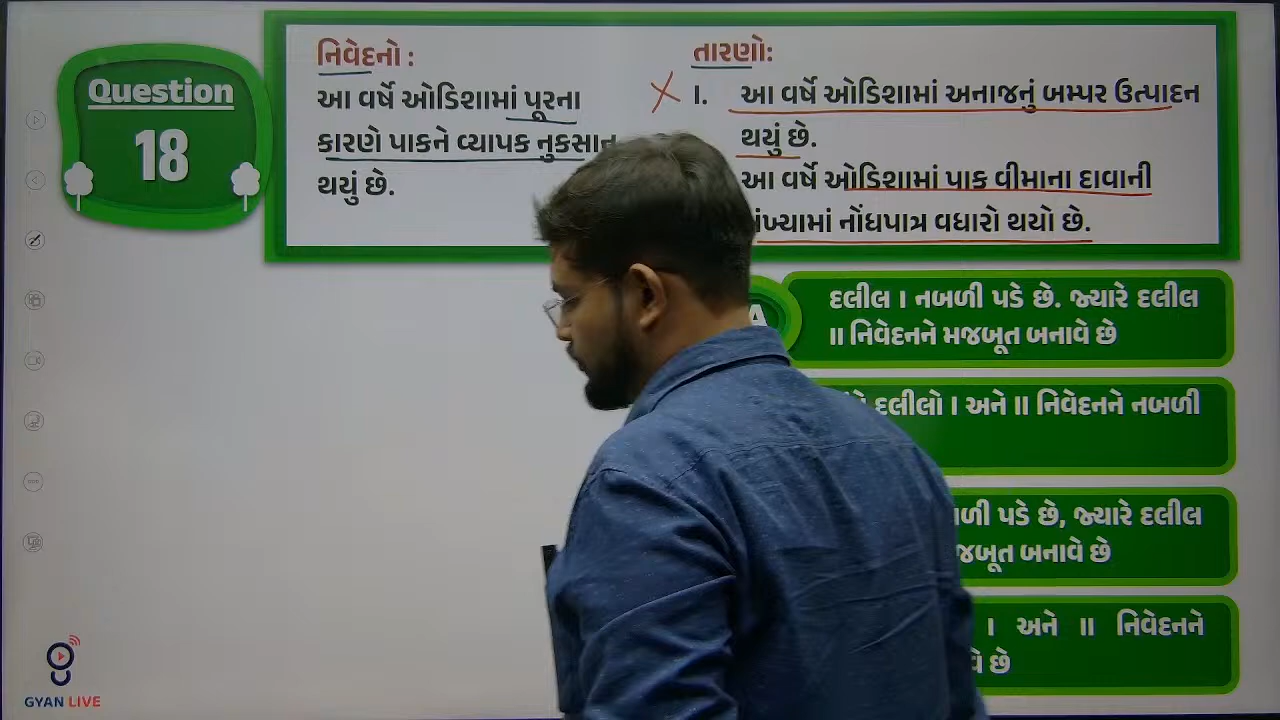 Question
18
નિવેદનો :
આ વર્ષે ઓડિશામાં પૂરના
કારણે પાકને વ્યાપક નુકસાન
થયું છે.
તારણો:
I. આ વર્ષે ઓડિશામાં અનાજનું બમ્પર ઉત્પાદન
થયું છે.
આ વર્ષે ઓડિશામાં પાક વીમાના દાવાની
નોંધપાત્ર વધારો થયો છે.
A
દલીલ I નબળી પડે છે. જ્યારે દલીલ
II નિવેદનને મજબૂત બનાવે છે
દલીલો I અને II નિવેદનને નબળી
પડે છે, જ્યારે દલીલ
બનાવે છે
I અને II નિવેદનને
છે
GYAN LIVE